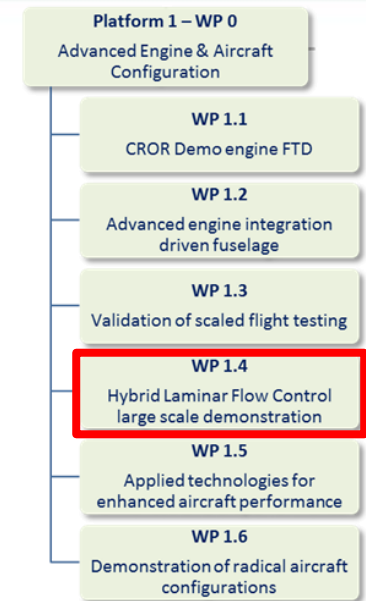 Platform 1 – WP 0
Advanced Engine & Aircraft
Configuration
WP 1.1
CROR Demo engine FTD
WP 1.2
Advanced engine integration
driven fuselage
WP 1.3
Validation of scaled flight testing
WP 1.4
Hybrid Laminar Flow Control
large scale demonstration
WP 1.5
Applied technologies for
enhanced aircraft performance
WP 1.6
Demonstration of radical aircraft
configurations